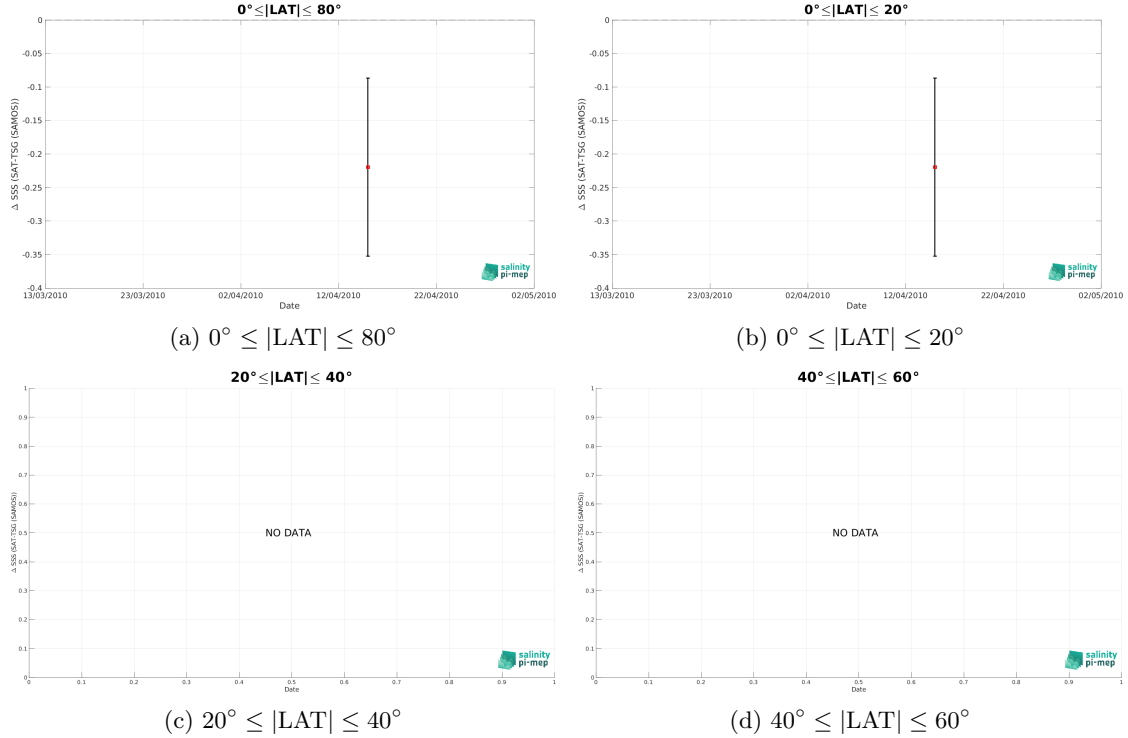 0°≤|LAT|≤ 80°
0
-0.05
-0.1
-0.15
-0.2
-0.25
-0.3
-0.35
-0.4
Δ SSS (SAT-TSG (SAMOS))
13/03/2010 23/03/2010 02/04/2010 12/04/2010 22/04/2010 02/05/2010
Date
salinity
pi-mep
(a) 0° ≤ |LAT| ≤ 80°
0°≤|LAT|≤ 20°
0
-0.05
-0.1
-0.15
-0.2
-0.25
-0.3
-0.35
-0.4
Δ SSS (SAT-TSG (SAMOS))
13/03/2010 23/03/2010 02/04/2010 12/04/2010 22/04/2010 02/05/2010
Date
salinity
pi-mep
(b) 0° ≤ |LAT| ≤ 20°
20°≤|LAT|≤ 40°
1
0.9
0.8
0.7
0.6
0.5
0.4
0.3
0.2
0.1
0
Δ SSS (SAT-TSG (SAMOS))
NO DATA
0 0.1 0.2 0.3 0.4 0.5 0.6 0.7 0.8 0.9 1
Date
salinity
pi-mep
(c) 20° ≤ |LAT| ≤ 40°
40°≤|LAT|≤ 60°
1
0.9
0.8
0.7
0.6
0.5
0.4
0.3
0.2
0.1
0
Δ SSS (SAT-TSG (SAMOS))
NO DATA
0 0.1 0.2 0.3 0.4 0.5 0.6 0.7 0.8 0.9 1
Date
salinity
pi-mep
(d) 40° ≤ |LAT| ≤ 60°